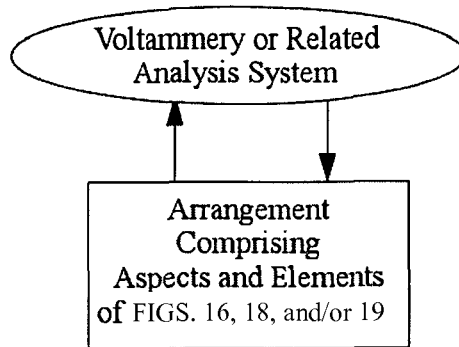 Voltammery or Related
Analysis System
Arrangement
Comprising
Aspects and Elements
of FIGS. 16, 18, and/or 19